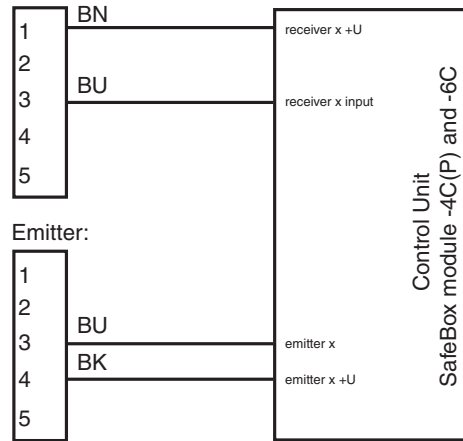 BN
1
receiver x +U
2
BU
3
receiver x input
4
5
Control Unit
SafeBox module -4C(P) and -6C
Emitter:
1
2
BU
3
emitter x
BK
4
emitter x +U
5